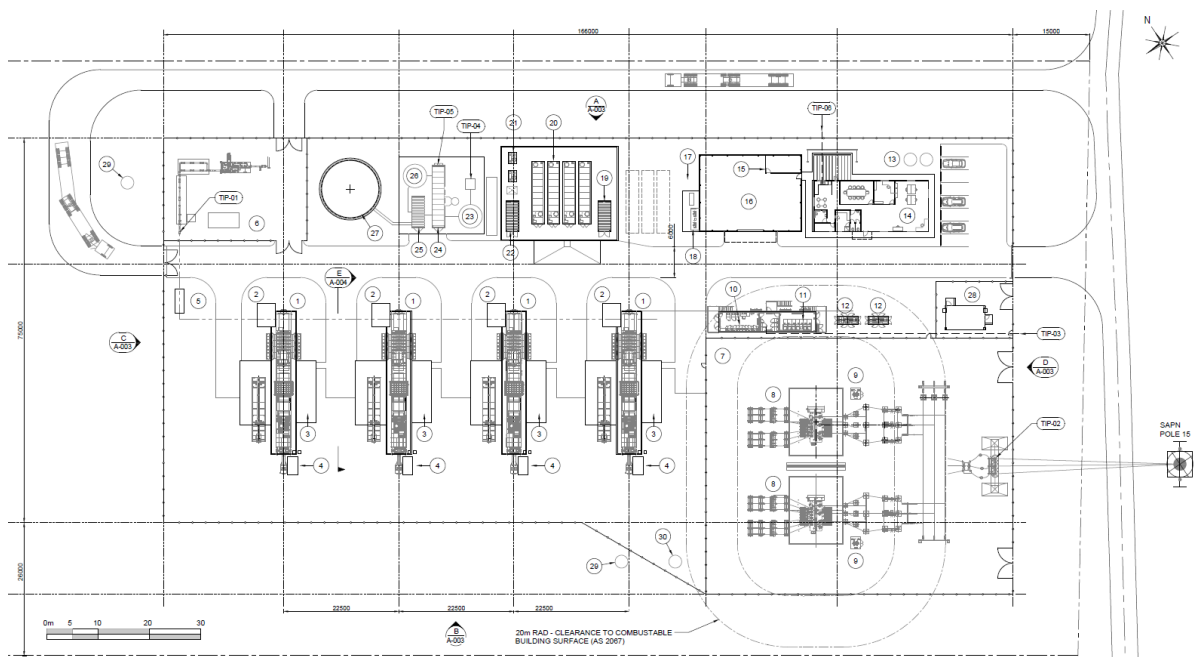 N
166000
15000
A
A-003
TIP-05
TIP-04
TIP-06
21
20
17
13
29
15
16
14
26
19
TIP-01
6
23
27
25
24
22
18
6000
E
A-004
5
2
1
2
1
2
1
2
1
10
11
12
12
28
75000
C
A-003
TIP-03
7
D
A-003
9
8
3
3
3
3
TIP-02
SAPN
POLE 15
4
4
4
4
8
30
29
9
26000
22500
22500
22500
0m 5 10 20 30
B
A-003
20m RAD - CLEARANCE TO COMBUSTABLE
BUILDING SURFACE (AS 2067)